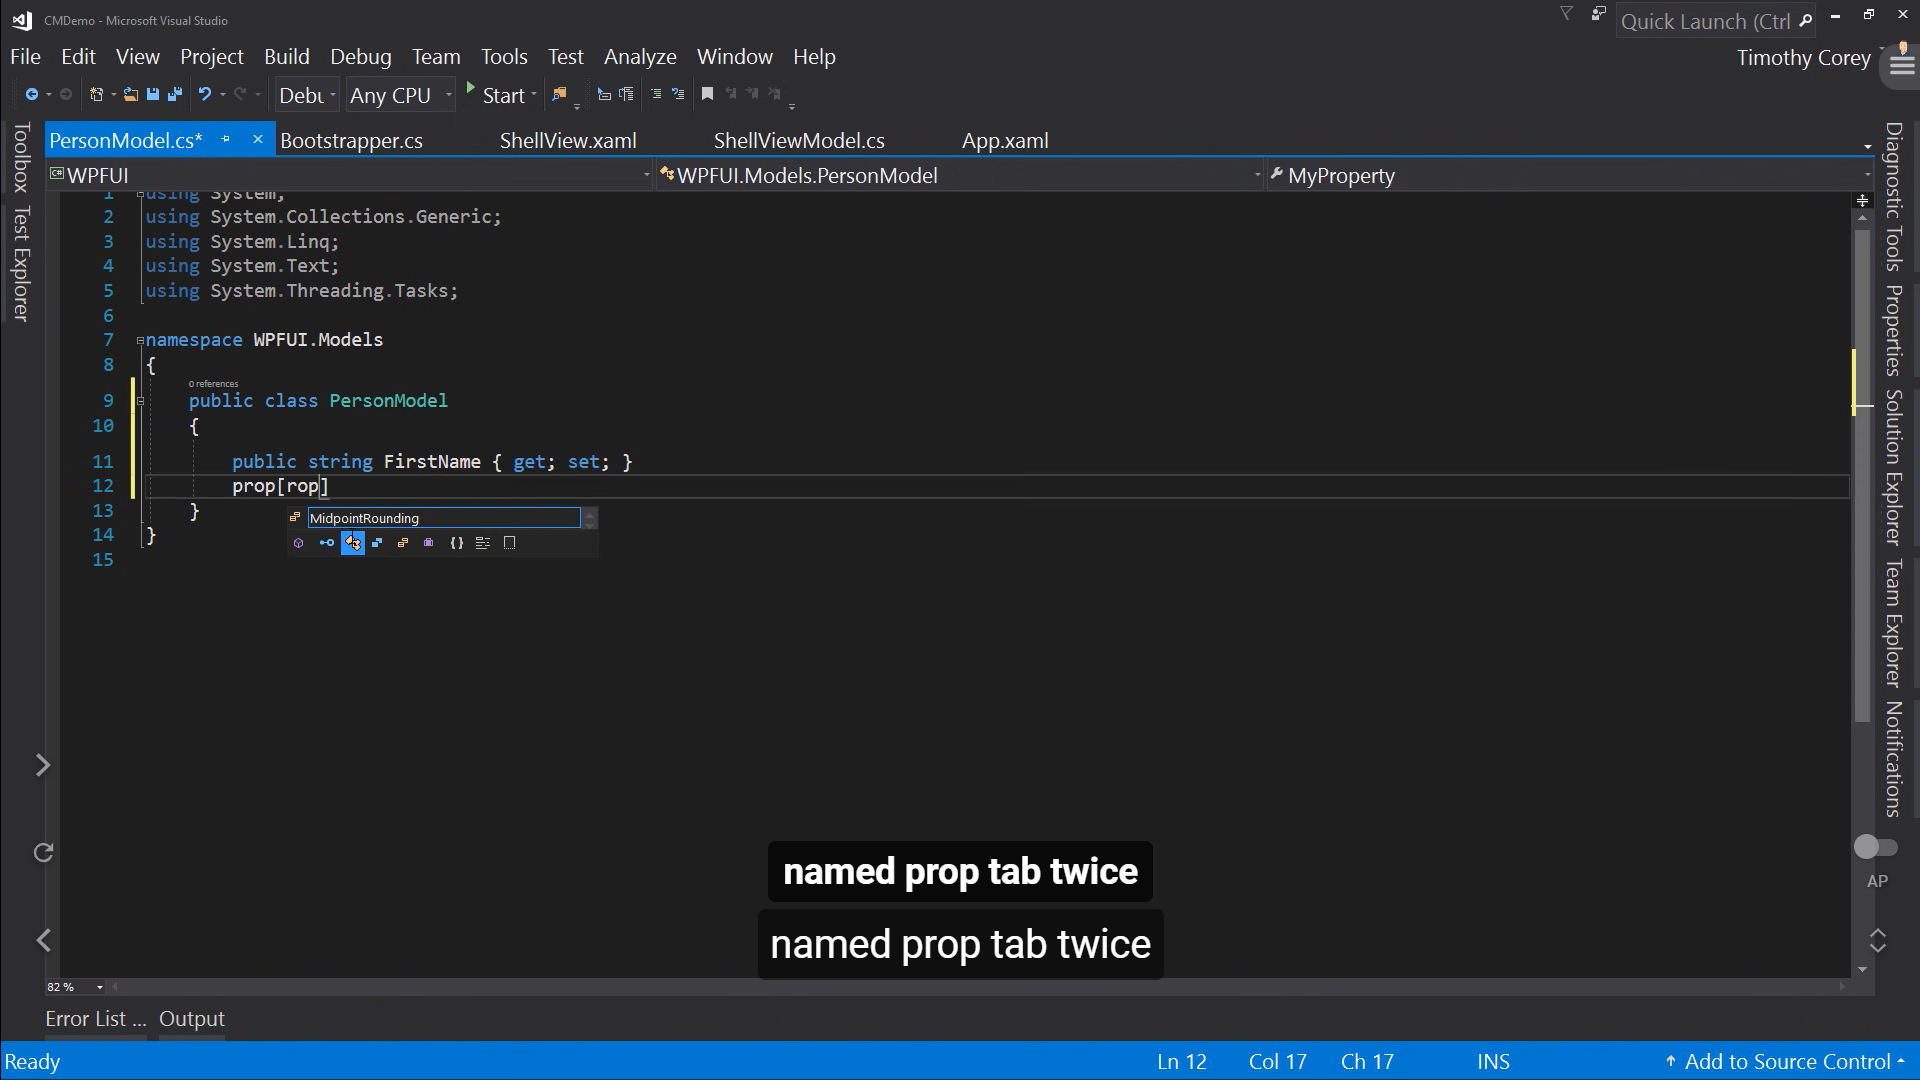 CMDemo - Microsoft Visual Studio
Quick Launch (Ctrl
File Edit View Project Build Debug Team Tools Test Analyze Window Help
Timothy Corey
Debu Any CPU Start
PersonModel.cs* Bootstrapper.cs ShellView.xaml ShellViewModel.cs App.xaml
WPFUI WPFUI.Models.PersonModel MyProperty
Toolbox
Test Explorer
1 using System;
2 using System.Collections.Generic;
3 using System.Linq;
4 using System.Text;
5 using System.Threading.Tasks;
6
7 namespace WPFUI.Models
8 {
0 references
9 public class PersonModel
10 {
11 public string FirstName { get; set; }
12 prop[rop]
13 }
MidpointRounding
14 }
15
Diagnostic Tools
Properties
Solution Explorer
Team Explorer
Notifications
AP
named prop tab twice
named prop tab twice
82 %
Error List ... Output
Ready Ln 12 Col 17 Ch 17 INS Add to Source Control